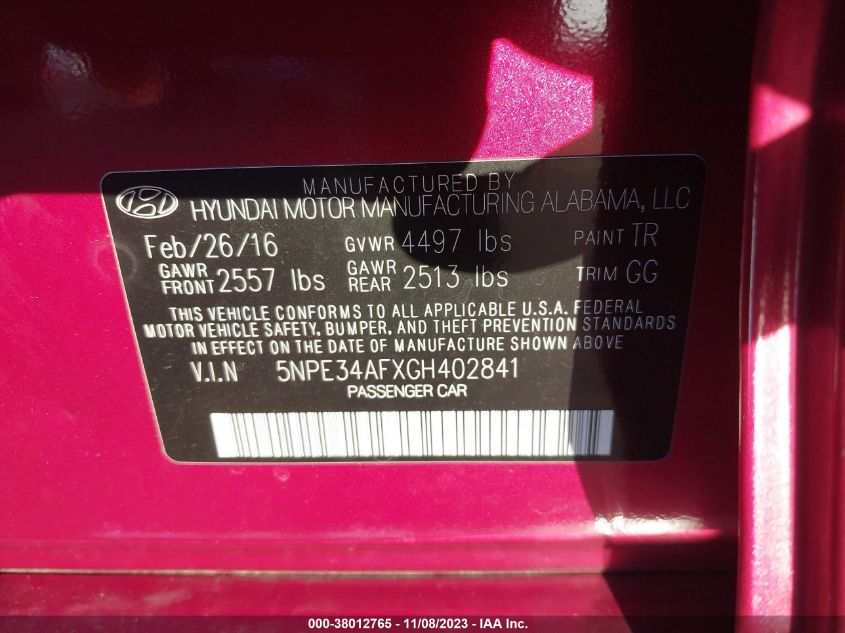 MANUFACTURED BY
HYUNDAI MOTOR MANUFACTURING ALABAMA, LLC
Feb/26/16 GVWR 4497 lbs PAINT TR
GAWR FRONT 2557 lbs GAWR REAR 2513 lbs TRIM GG
THIS VEHICLE CONFORMS TO ALL APPLICABLE U.S.A. FEDERAL
MOTOR VEHICLE SAFETY, BUMPER, AND THEFT PREVENTION STANDARDS
IN EFFECT ON THE DATE OF MANUFACTURE SHOWN ABOVE.
V.I.N 5NPE34AFXGH402841
PASSENGER CAR
000-38012765 - 11/08/2023 - IAA Inc.